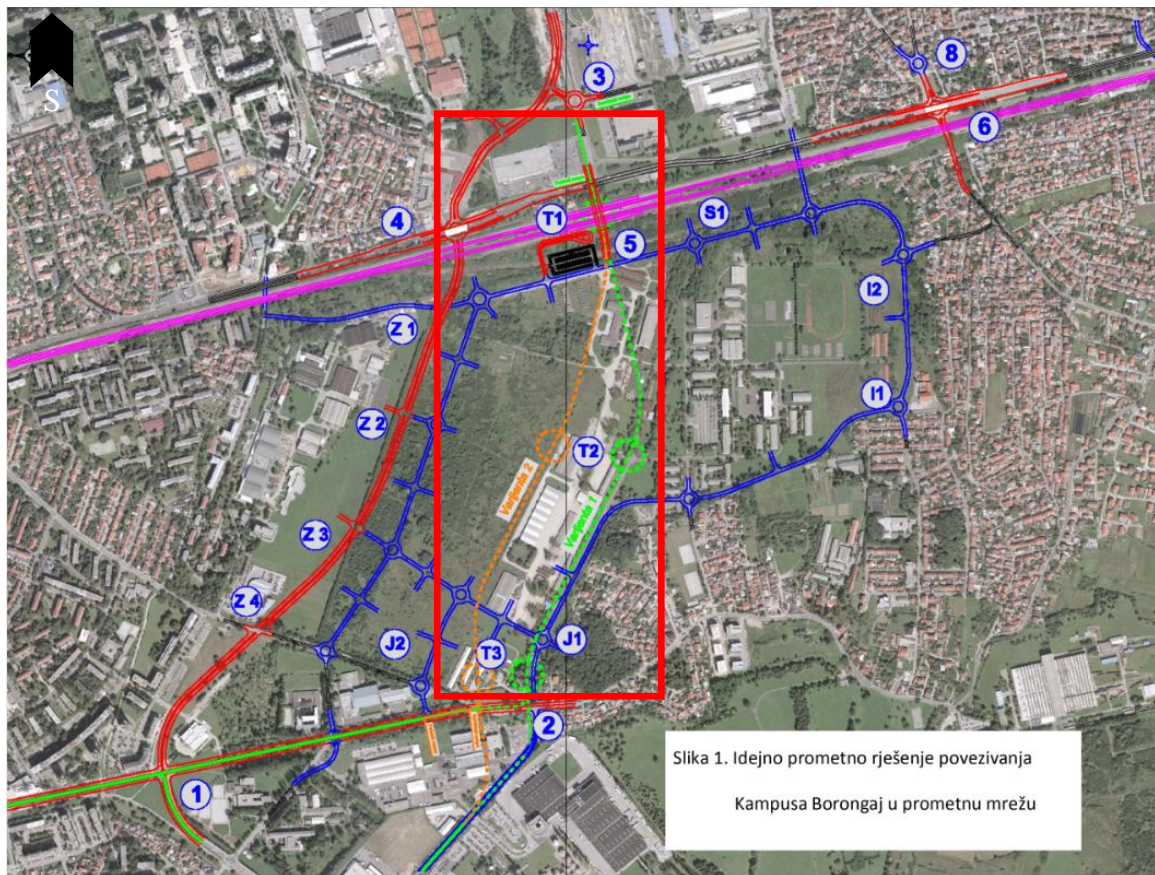 S
3
8
6
4
T1
5
S1
I2
Z 1
I1
Z 2
T2
Varijanta 2
Varijanta 1
Z 3
Z 4
J2
T3
J1
2
1
Slika 1. Idejno prometno rješenje povezivanja
Kampusa Borongaj u prometnu mrežu